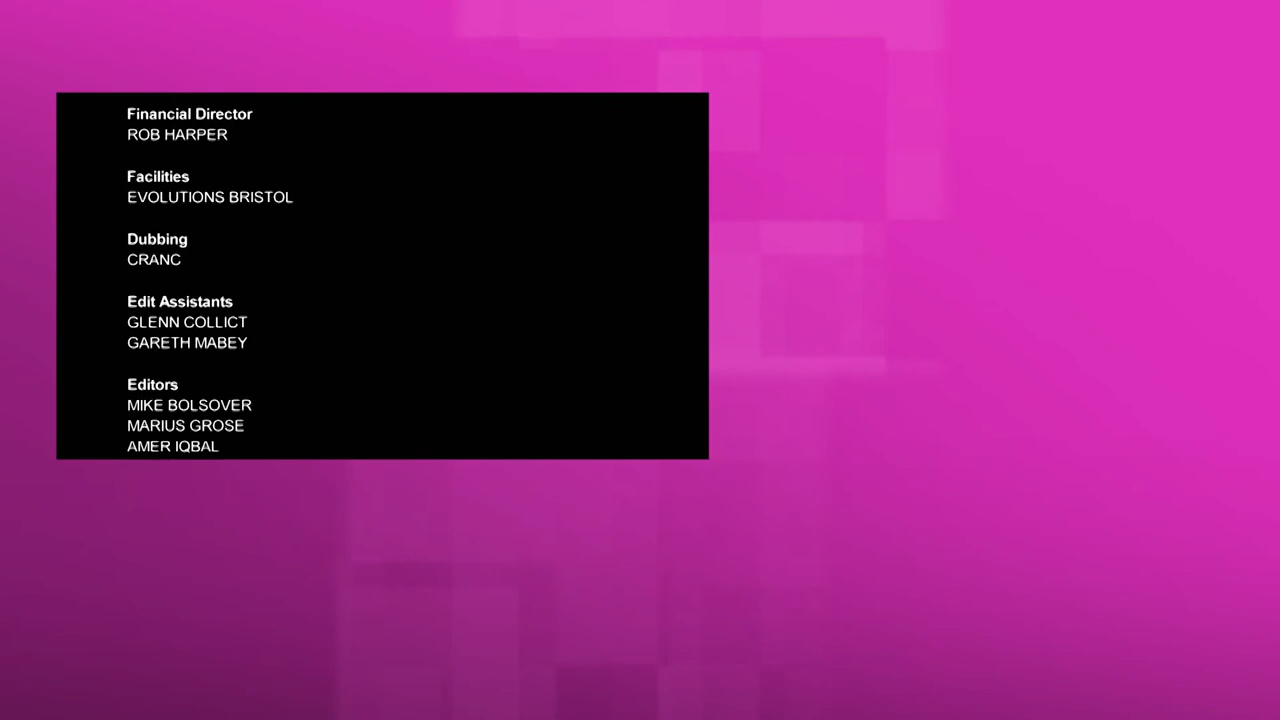 Financial Director
ROB HARPER
Facilities
EVOLUTIONS BRISTOL
Dubbing
CRANC
Edit Assistants
GLENN COLLICT
GARETH MABEY
Editors
MIKE BOLSOVER
MARIUS GROSE
AMER IQBAL